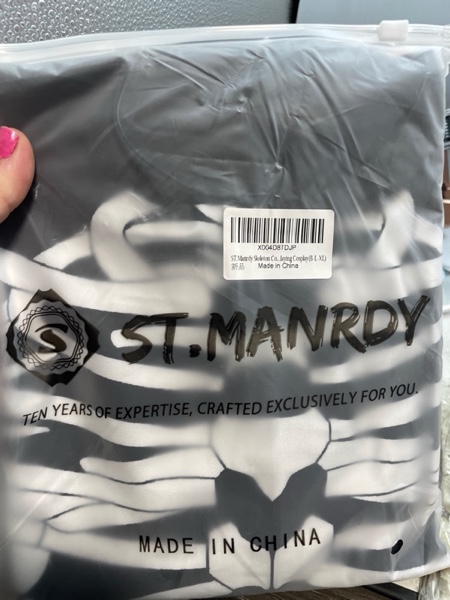 X004D87DJP
ST.Manrdy Skeleton Co...laying Cosplay(B L XL)
新品
Made in China
S
ST.MANRDY
TEN YEARS OF EXPERTISE, CRAFTED EXCLUSIVELY FOR YOU.
MADE IN CHINA